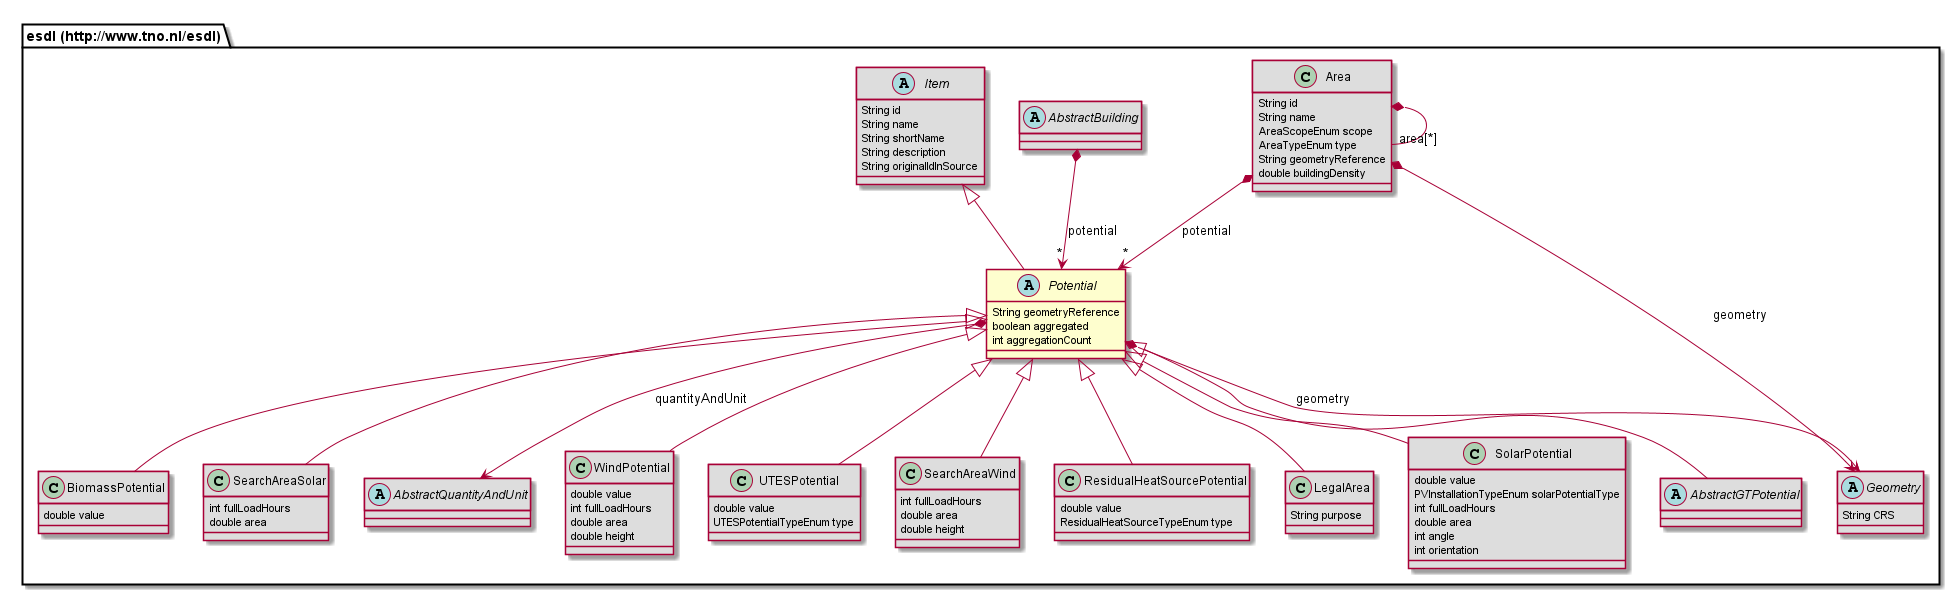 esdl (http://www.tno.nl/esdl)
A Item
String id
String name
String shortName
String description
String originalIdInSource
A AbstractBuilding
C Area
String id
String name
AreaScopeEnum scope
AreaTypeEnum type
String geometryReference
double buildingDensity
area[*]
potential
*
potential
*
geometry
A Potential
String geometryReference
boolean aggregated
int aggregationCount
quantityAndUnit
geometry
C BiomassPotential
double value
C SearchAreaSolar
int fullLoadHours
double area
A AbstractQuantityAndUnit
C WindPotential
double value
int fullLoadHours
double area
double height
C UTESPotential
double value
UTESPotentialTypeEnum type
C SearchAreaWind
int fullLoadHours
double area
double height
C ResidualHeatSourcePotential
double value
ResidualHeatSourceTypeEnum type
C LegalArea
String purpose
C SolarPotential
double value
PVInstallationTypeEnum solarPotentialType
int fullLoadHours
double area
int angle
int orientation
A AbstractGTPotential
A Geometry
String CRS